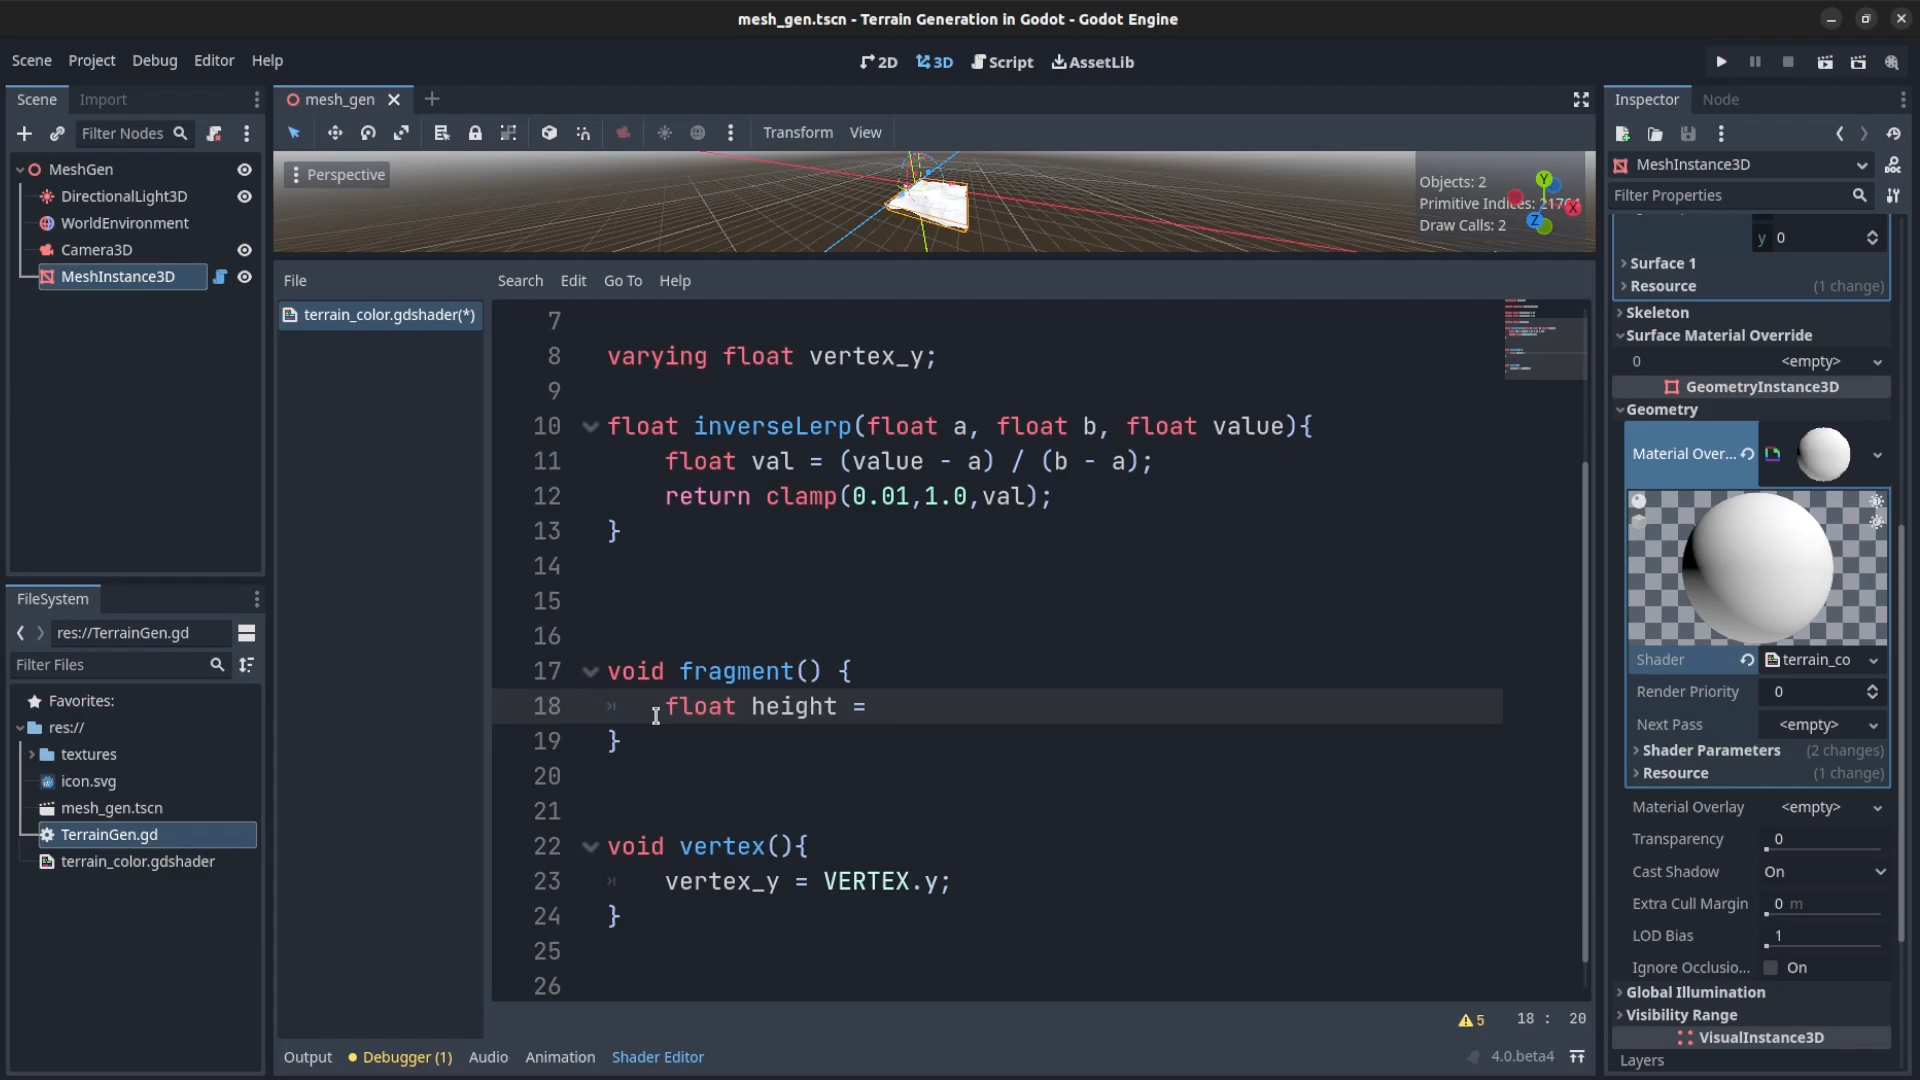 mesh_gen.tscn - Terrain Generation in Godot - Godot Engine
Scene Project Debug Editor Help
2D 3D Script AssetLib
Scene Import
Filter Nodes
MeshGen
DirectionalLight3D
WorldEnvironment
Camera3D
MeshInstance3D
FileSystem
res://TerrainGen.gd
Filter Files
Favorites:
res://
textures
icon.svg
mesh_gen.tscn
TerrainGen.gd
terrain_color.gdshader
mesh_gen
Transform View
Perspective
Objects: 2
Primitive Indices: 21764
Draw Calls: 2
Y
X
Z
File
terrain_color.gdshader(*)
Search Edit Go To Help
7
8 varying float vertex_y;
9
10 float inverseLerp(float a, float b, float value){
11 float val = (value - a) / (b - a);
12 return clamp(0.01,1.0,val);
13 }
14
15
16
17 void fragment() {
18 float height =
19 }
20
21
22 void vertex(){
23 vertex_y = VERTEX.y;
24 }
25
26
5 18 : 20
Output Debugger (1) Audio Animation Shader Editor
4.0.beta4
Inspector Node
MeshInstance3D
Filter Properties
y 0
Surface 1
Resource (1 change)
Skeleton
Surface Material Override
0 <empty>
GeometryInstance3D
Geometry
Material Over...
Shader terrain_co
Render Priority 0
Next Pass <empty>
Shader Parameters (2 changes)
Resource (1 change)
Material Overlay <empty>
Transparency 0
Cast Shadow On
Extra Cull Margin 0 m
LOD Bias 1
Ignore Occlusio... On
Global Illumination
Visibility Range
VisualInstance3D
Layers